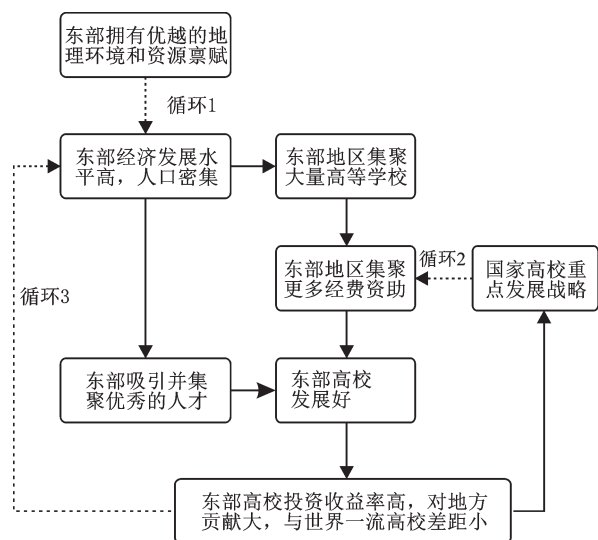 东部拥有优越的地
理环境和资源禀赋
循环1
东部经济发展水
平高，人口密集
东部地区集聚
大量高等学校
东部地区集聚
更多经费资助
循环2
国家高校重
点发展战略
循环3
东部吸引并集
聚优秀的人才
东部高校
发展好
东部高校投资收益率高，对地方
贡献大，与世界一流高校差距小